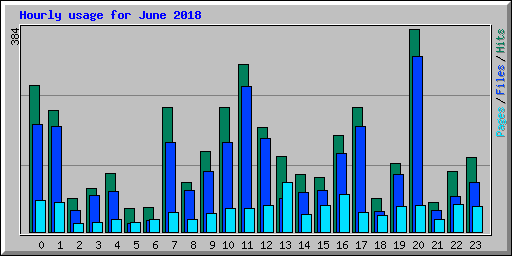 Hourly usage for June 2018
384
Pages/Files/Hits
0 1 2 3 4 5 6 7 8 9 10 11 12 13 14 15 16 17 18 19 20 21 22 23